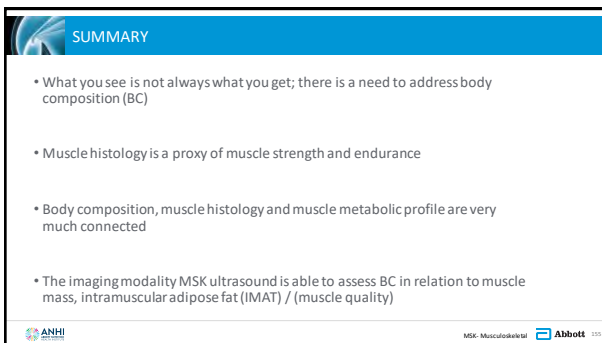 SUMMARY
• What you see is not always what you get; there is a need to address body
composition (BC)
• Muscle histology is a proxy of muscle strength and endurance
• Body composition, muscle histology and muscle metabolic profile are very
much connected
• The imaging modality MSK ultrasound is able to assess BC in relation to muscle
mass, intramuscular adipose fat (IMAT) / (muscle quality)
ANHI
MSK- Musculoskeletal Abbott 155